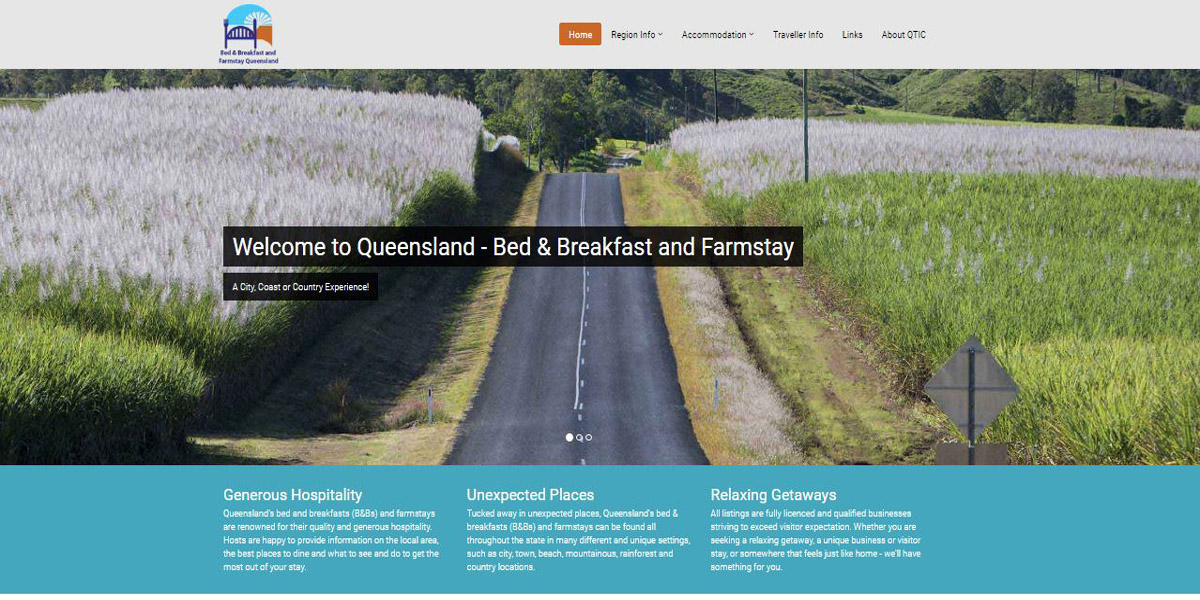 Bed & Breakfast and
Farmstay Queensland
Home
Region Info
Accommodation
Traveller Info
Links
About QTIC
Welcome to Queensland - Bed & Breakfast and Farmstay
A City, Coast or Country Experience!
Generous Hospitality
Queensland's bed and breakfasts (B&Bs) and farmstays
are renowned for their quality and generous hospitality.
Hosts are happy to provide information on the local area,
the best places to dine and what to see and do to get the
most out of your stay.
Unexpected Places
Tucked away in unexpected places, Queensland's bed &
breakfasts (B&Bs) and farmstays can be found all
throughout the state in many different and unique settings,
such as city, town, beach, mountainous, rainforest and
country locations.
Relaxing Getaways
All listings are fully licenced and qualified businesses
striving to exceed visitor expectation. Whether you are
seeking a relaxing getaway, a unique business or visitor
stay, or somewhere that feels just like home - we'll have
something for you.